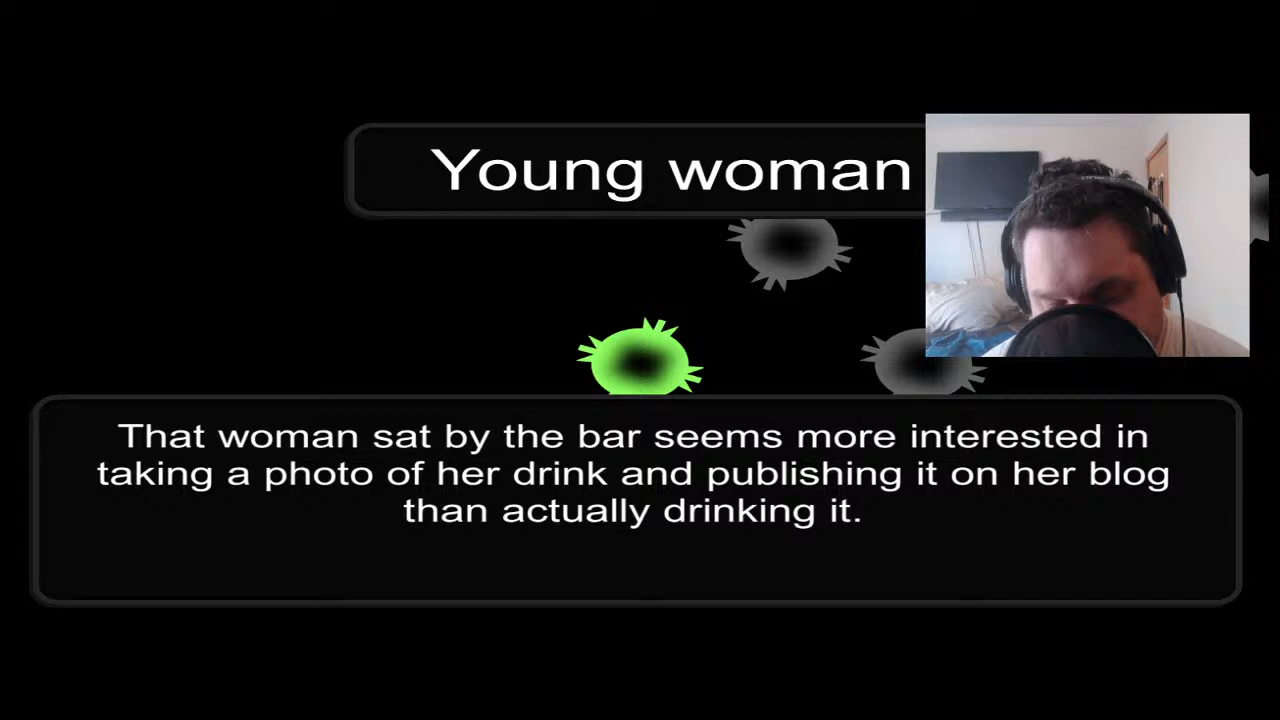 Young woman
That woman sat by the bar seems more interested in
taking a photo of her drink and publishing it on her blog
than actually drinking it.